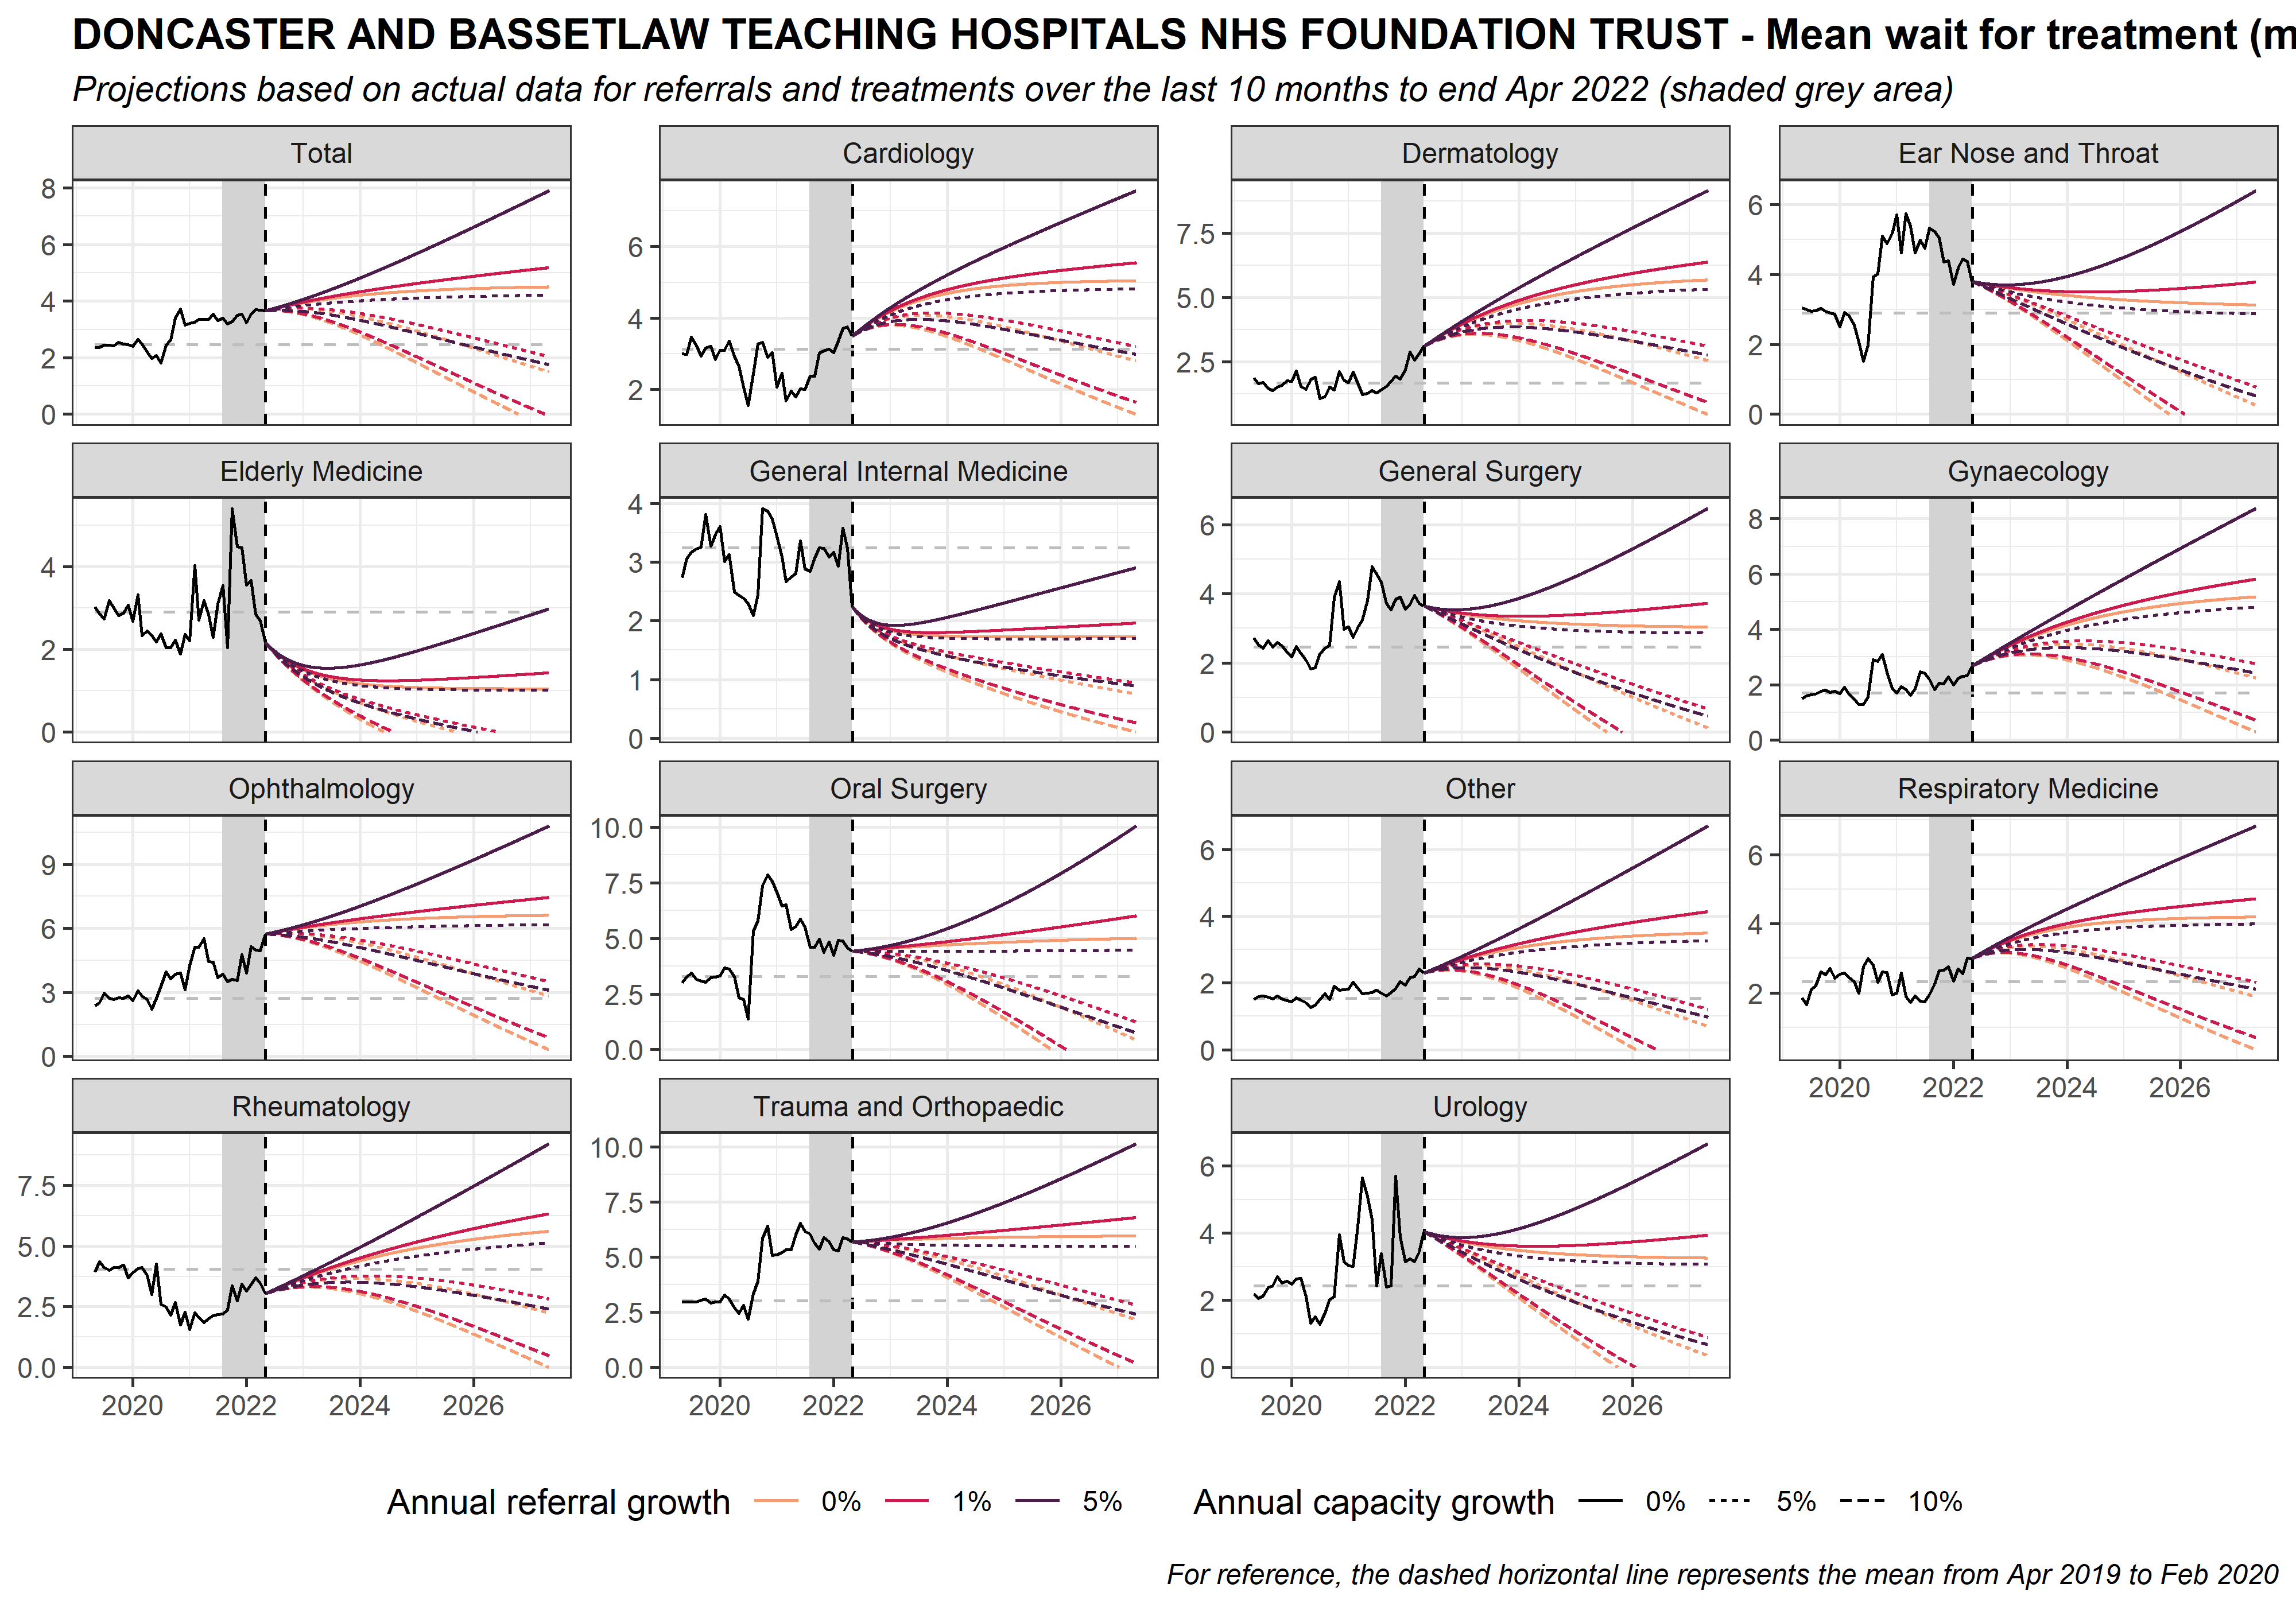 DONCASTER AND BASSETLAW TEACHING HOSPITALS NHS FOUNDATION TRUST - Mean wait for treatment (m
Projections based on actual data for referrals and treatments over the last 10 months to end Apr 2022 (shaded grey area)
Total
Cardiology
Dermatology
Ear Nose and Throat
8
6
4
2
0
6
4
2
7.5
5.0
2.5
6
4
2
0
Elderly Medicine
General Internal Medicine
General Surgery
Gynaecology
4
2
0
4
3
2
1
0
6
4
2
0
8
6
4
2
0
Ophthalmology
Oral Surgery
Other
Respiratory Medicine
9
6
3
0
10.0
7.5
5.0
2.5
0.0
6
4
2
0
6
4
2
2020 2022 2024 2026
Rheumatology
Trauma and Orthopaedic
Urology
7.5
5.0
2.5
0.0
10.0
7.5
5.0
2.5
0.0
6
4
2
0
2020 2022 2024 2026
2020 2022 2024 2026
2020 2022 2024 2026
Annual referral growth 0% 1% 5%
Annual capacity growth 0% 5% 10%
For reference, the dashed horizontal line represents the mean from Apr 2019 to Feb 2020